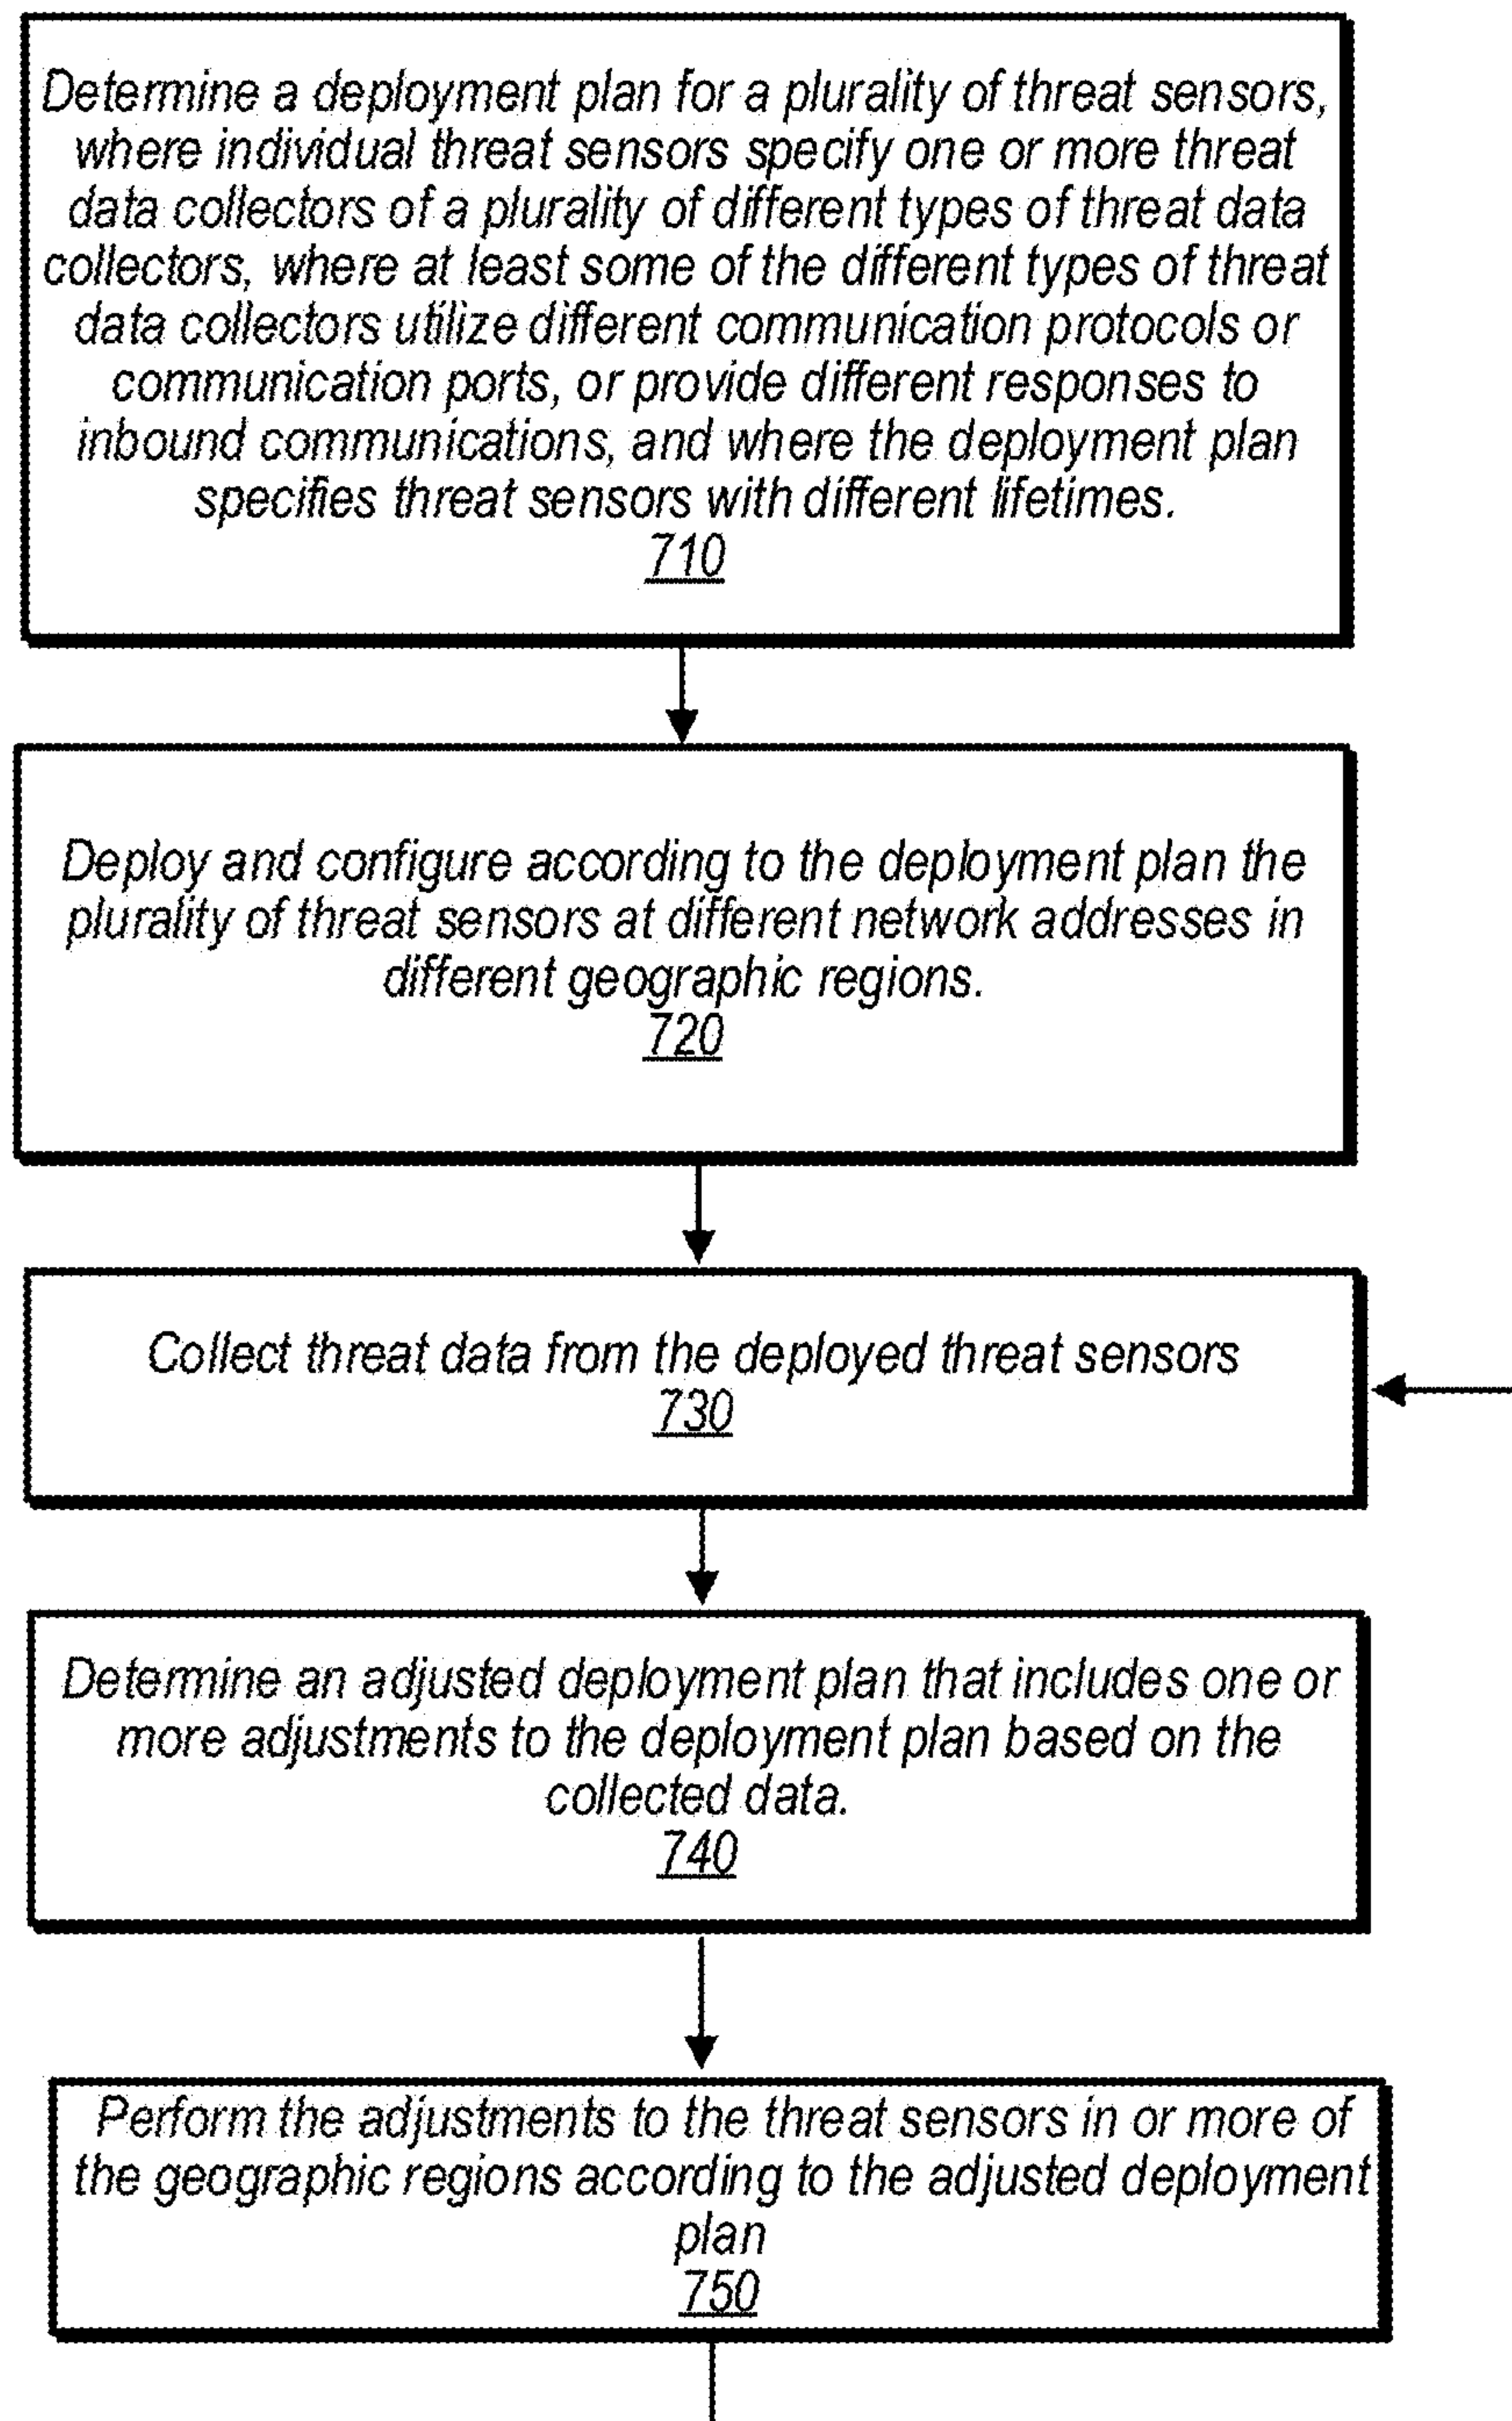 Determine a deployment plan for a plurality of threat sensors,
where individual threat sensors specify one or more threat
data collectors of a plurality of different types of threat data
collectors, where at least some of the different types of threat
data collectors utilize different communication protocols or
communication ports, or provide different responses to
inbound communications, and where the deployment plan
specifies threat sensors with different lifetimes.
710
Deploy and configure according to the deployment plan the
plurality of threat sensors at different network addresses in
different geographic regions.
720
Collect threat data from the deployed threat sensors
730
Determine an adjusted deployment plan that includes one or
more adjustments to the deployment plan based on the
collected data.
740
Perform the adjustments to the threat sensors in or more of
the geographic regions according to the adjusted deployment
plan
750